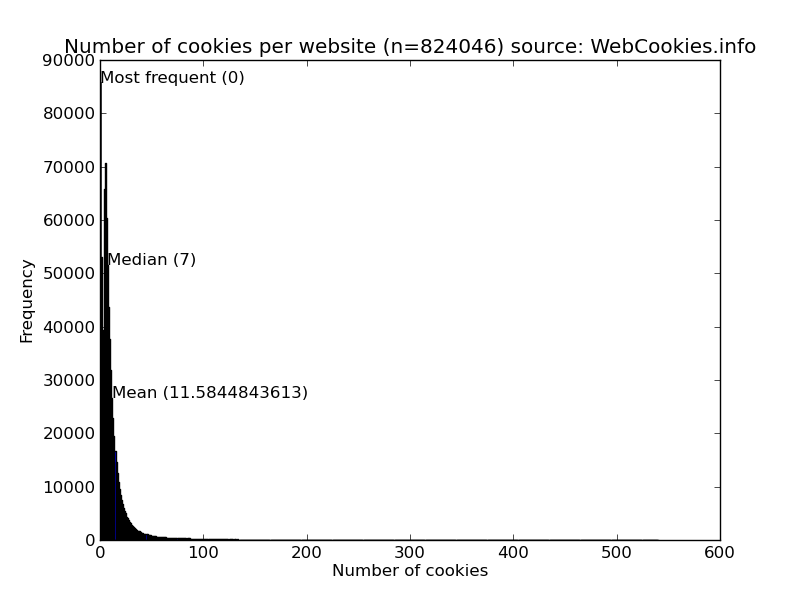 Number of cookies per website (n=824046) source: WebCookies.info
90000
Most frequent (0)
80000
70000
60000
Median (7)
50000
Frequency
40000
30000
Mean (11.5844843613)
20000
10000
0
0 100 200 300 400 500 600
Number of cookies